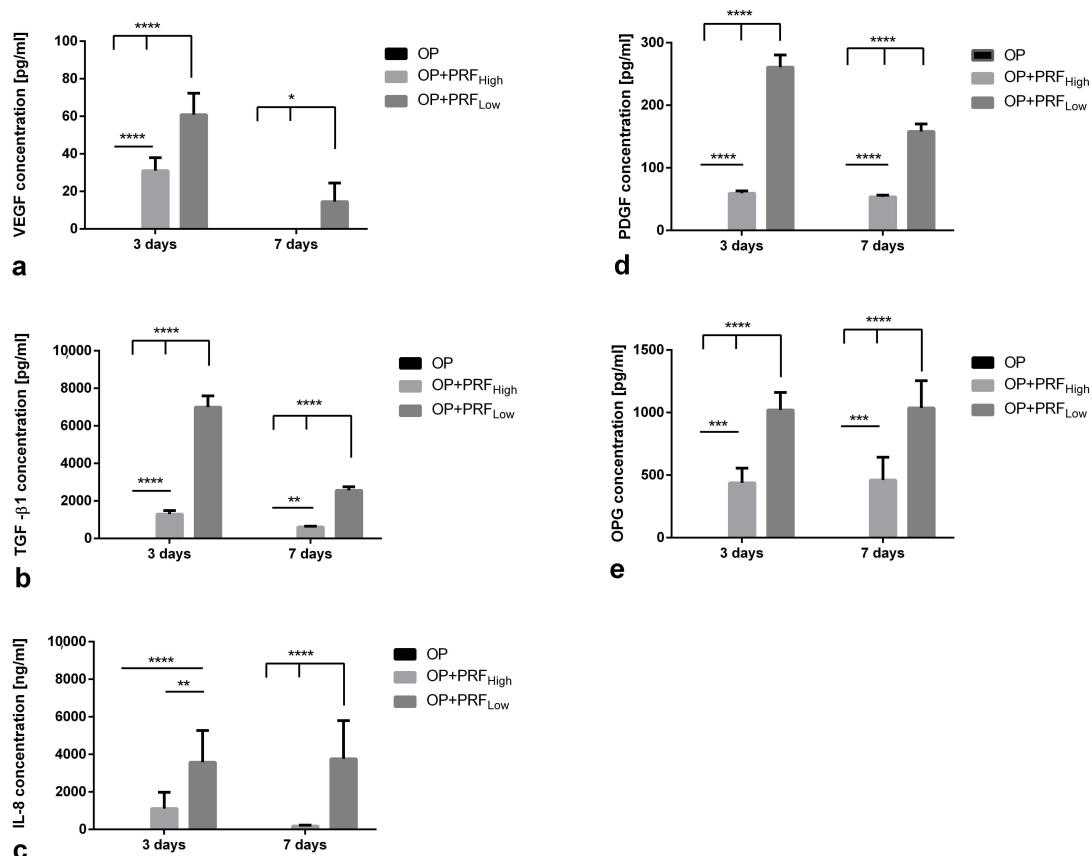 VEGF concentration [pg/ml]
100
80
60
40
20
0
****
****
*
3 days
7 days
OP
OP+PRFHigh
OP+PRFLow
a
PDGF concentration [pg/ml]
300
200
100
0
****
****
****
****
3 days
7 days
OP
OP+PRFHigh
OP+PRFLow
d
TGF -β1 concentration [pg/ml]
10000
8000
6000
4000
2000
0
****
****
****
**
3 days
7 days
OP
OP+PRFHigh
OP+PRFLow
b
OPG concentration [pg/ml]
1500
1000
500
0
****
***
****
***
3 days
7 days
OP
OP+PRFHigh
OP+PRFLow
e
IL-8 concentration [ng/ml]
10000
8000
6000
4000
2000
0
****
**
****
3 days
7 days
OP
OP+PRFHigh
OP+PRFLow
c